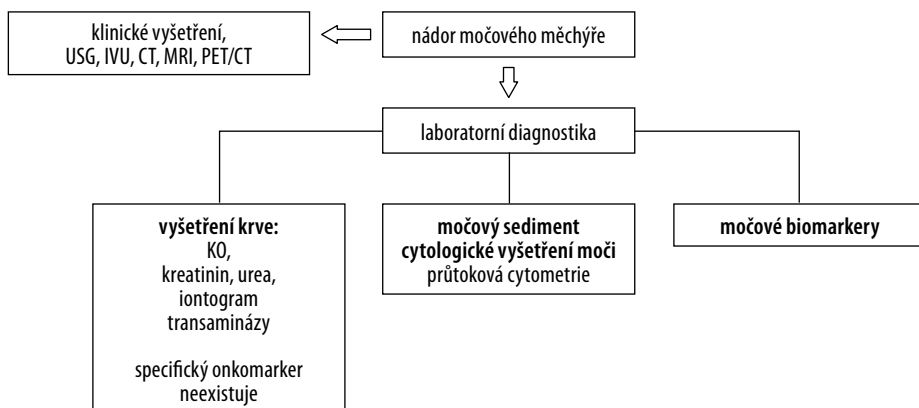 klinické vyšetření,
USG, IVU, CT, MRI, PET/CT
nádor močového měchýře
laboratorní diagnostika
vyšetření krve:
KO,
kreatinin, urea,
iontogram
transaminázy
specifický onkomarker
neexistuje
močový sediment
cytologické vyšetření moči
průtoková cytometrie
močové biomarkery